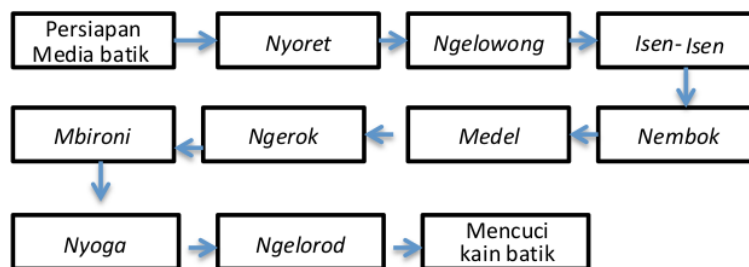 Persiapan
Media batik
Nyoret
Ngelowong
Isen-Isen
Nembok
Medel
Ngerok
Mbironi
Nyoga
Ngelorod
Mencuci
kain batik